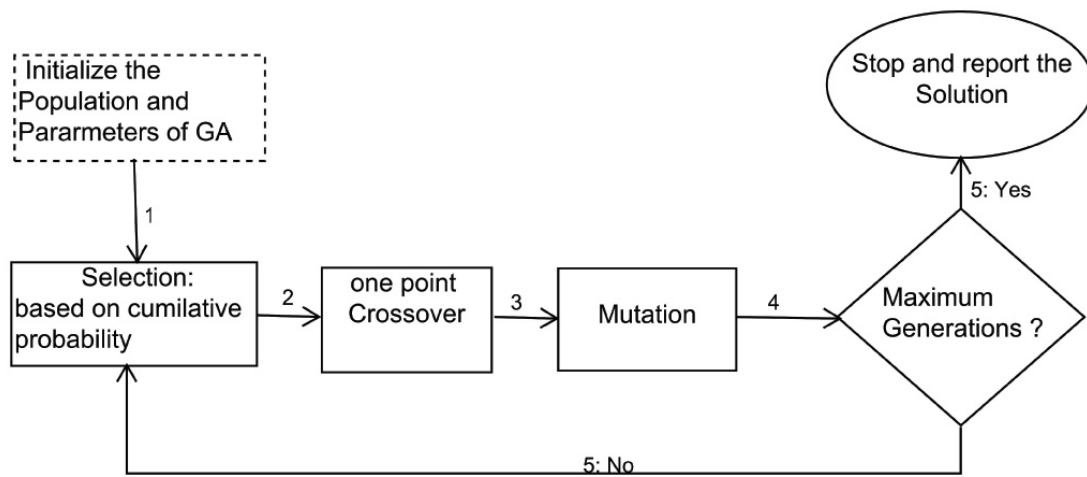 Initialize the
Population and
Pararmeters of GA
1
Selection:
based on cumilative
probability
2
one point
Crossover
3
Mutation
4
Maximum
Generations ?
5: Yes
Stop and report the
Solution
5: No